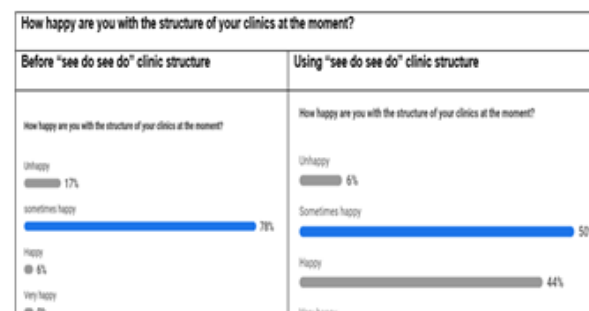 How happy are you with the structure of your clinics at the moment?
Before “see do see do” clinic structure
Using “see do see do” clinic structure
How happy are you with the structure of your clinics at the moment?
Unhappy
17%
sometimes happy
78%
Happy
6%
Very happy
How happy are you with the structure of your clinics at the moment?
Unhappy
6%
Sometimes happy
50
Happy
44%